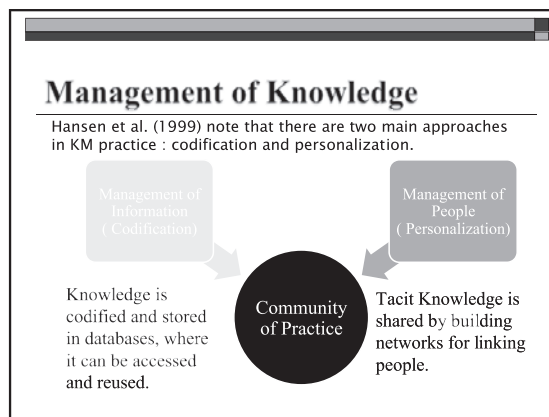 Management of Knowledge
Hansen et al. (1999) note that there are two main approaches
in KM practice : codification and personalization.
Management of
Information
( Codification)
Management of
People
( Personalization)
Knowledge is
codified and stored
in databases, where
it can be accessed
and reused.
Community
of Practice
Tacit Knowledge is
shared by building
networks for linking
people.